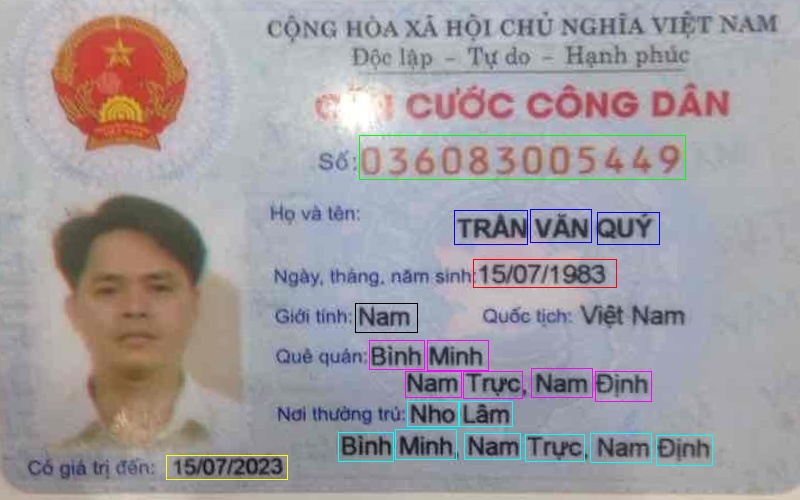 CỘNG HÒA XÃ HỘI CHỦ NGHĨA VIỆT NAM
Độc lập - Tự do - Hạnh phúc
CĂN CƯỚC CÔNG DÂN
Số: 036083005449
Họ và tên: TRẦN VĂN QUÝ
Ngày, tháng, năm sinh: 15/07/1983
Giới tính: Nam Quốc tịch: Việt Nam
Quê quán: Bình Minh
Nam Trực, Nam Định
Nơi thường trú: Nho Lâm
Bình Minh, Nam Trực, Nam Định
Có giá trị đến: 15/07/2023